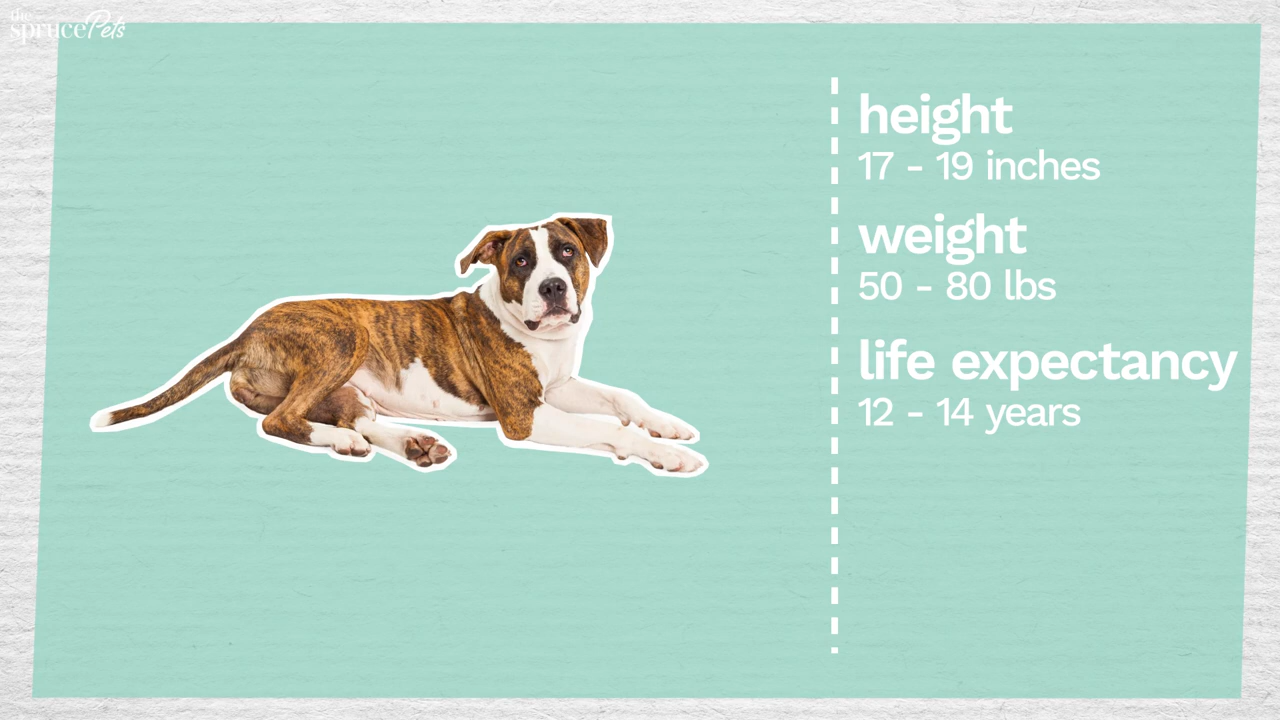 the
sprucePets
height
17 - 19 inches
weight
50 - 80 lbs
life expectancy
12 - 14 years